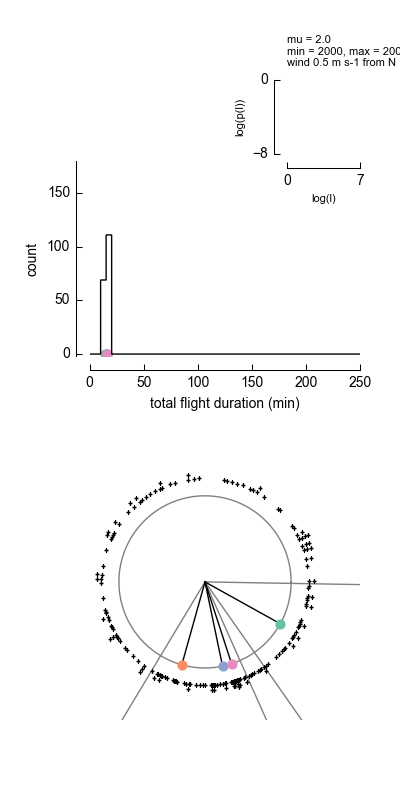 mu = 2.0
min = 2000, max = 200
wind 0.5 m s-1 from N
0
log(p(l))
−8
0 7
log(l)
150
100
50
0
count
0 50 100 150 200 250
total flight duration (min)